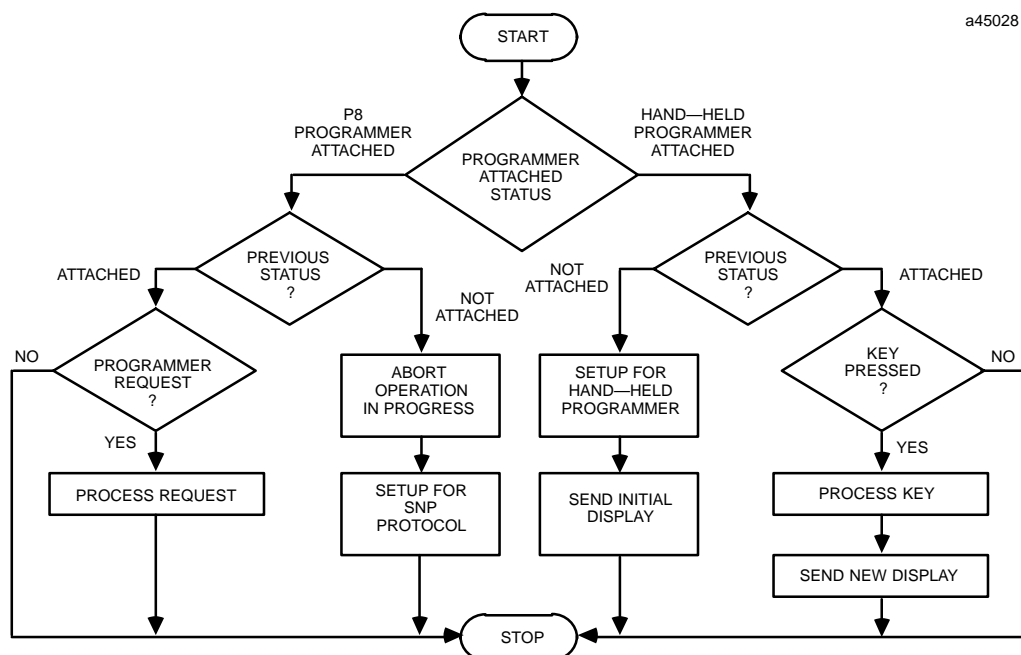 a45028
START
P8
PROGRAMMER
ATTACHED
HAND—HELD
PROGRAMMER
ATTACHED
PROGRAMMER
ATTACHED
STATUS
PREVIOUS
STATUS
?
PREVIOUS
STATUS
?
ATTACHED
NOT
ATTACHED
NOT
ATTACHED
ATTACHED
NO
PROGRAMMER
REQUEST
?
YES
ABORT
OPERATION
IN PROGRESS
SETUP FOR
HAND—HELD
PROGRAMMER
KEY
PRESSED
?
NO
YES
PROCESS REQUEST
SETUP FOR
SNP
PROTOCOL
SEND INITIAL
DISPLAY
PROCESS KEY
SEND NEW DISPLAY
STOP